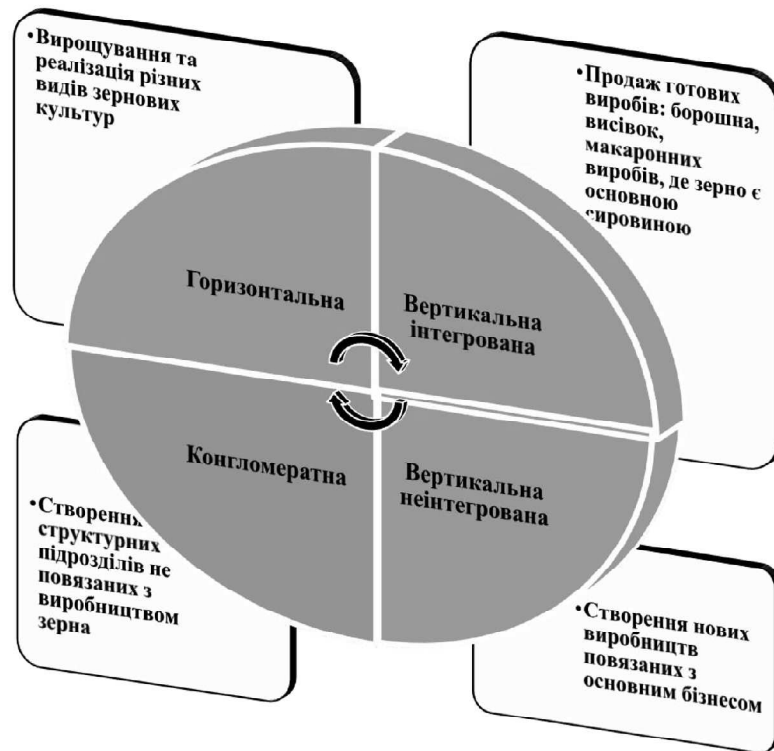 •Вирощування та
реалізація різних
видів зернових
культур
•Продаж готових
виробів: борошна,
висівок,
макаронних
виробів, де зерно є
основною
сировиною
Горизонтальна
Вертикальна
інтегрована
Конгломератна
Вертикальна
неінтегрована
•Створення
структурних
підрозділів не
повязаних з
виробництвом
зерна
•Створення нових
виробництв
повязаних з
основним бізнесом